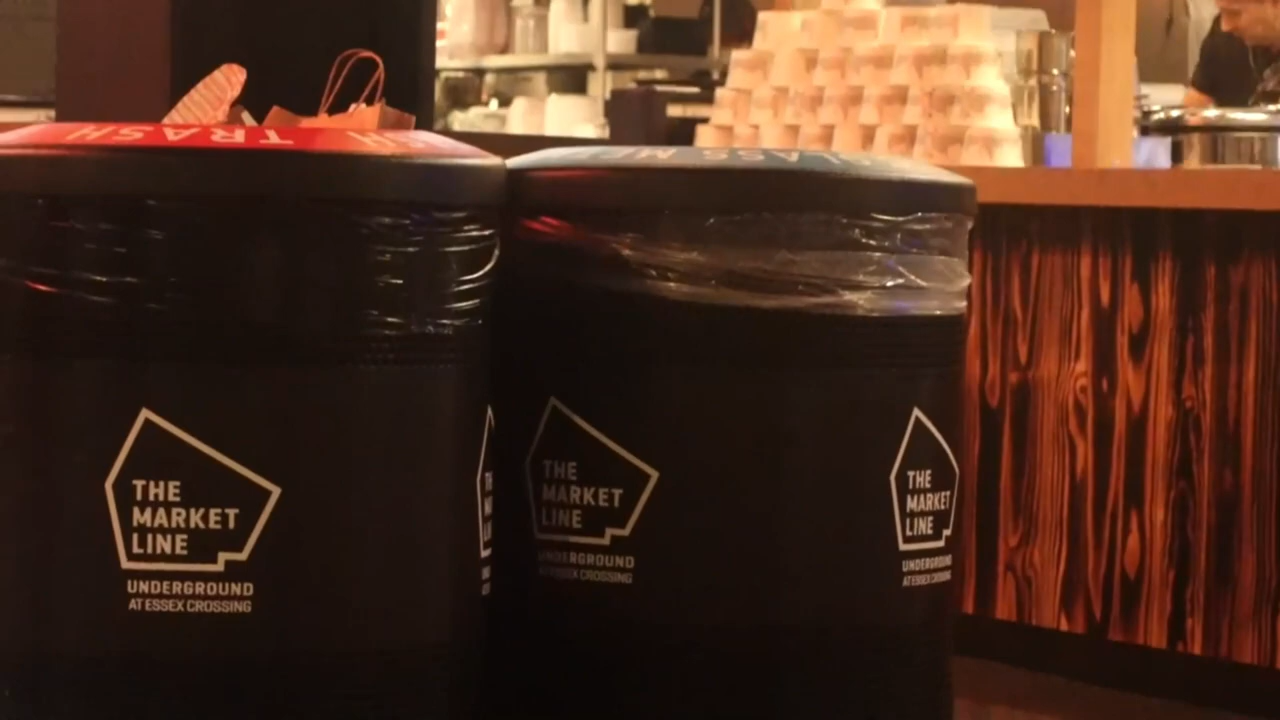 TRASH
GLASS
THE
MARKET
LINE
UNDERGROUND
AT ESSEX CROSSING
THE
MARKET
LINE
UNDERGROUND
AT ESSEX CROSSING
THE
MARKET
LINE
UNDERGROUND
AT ESSEX CROSSING